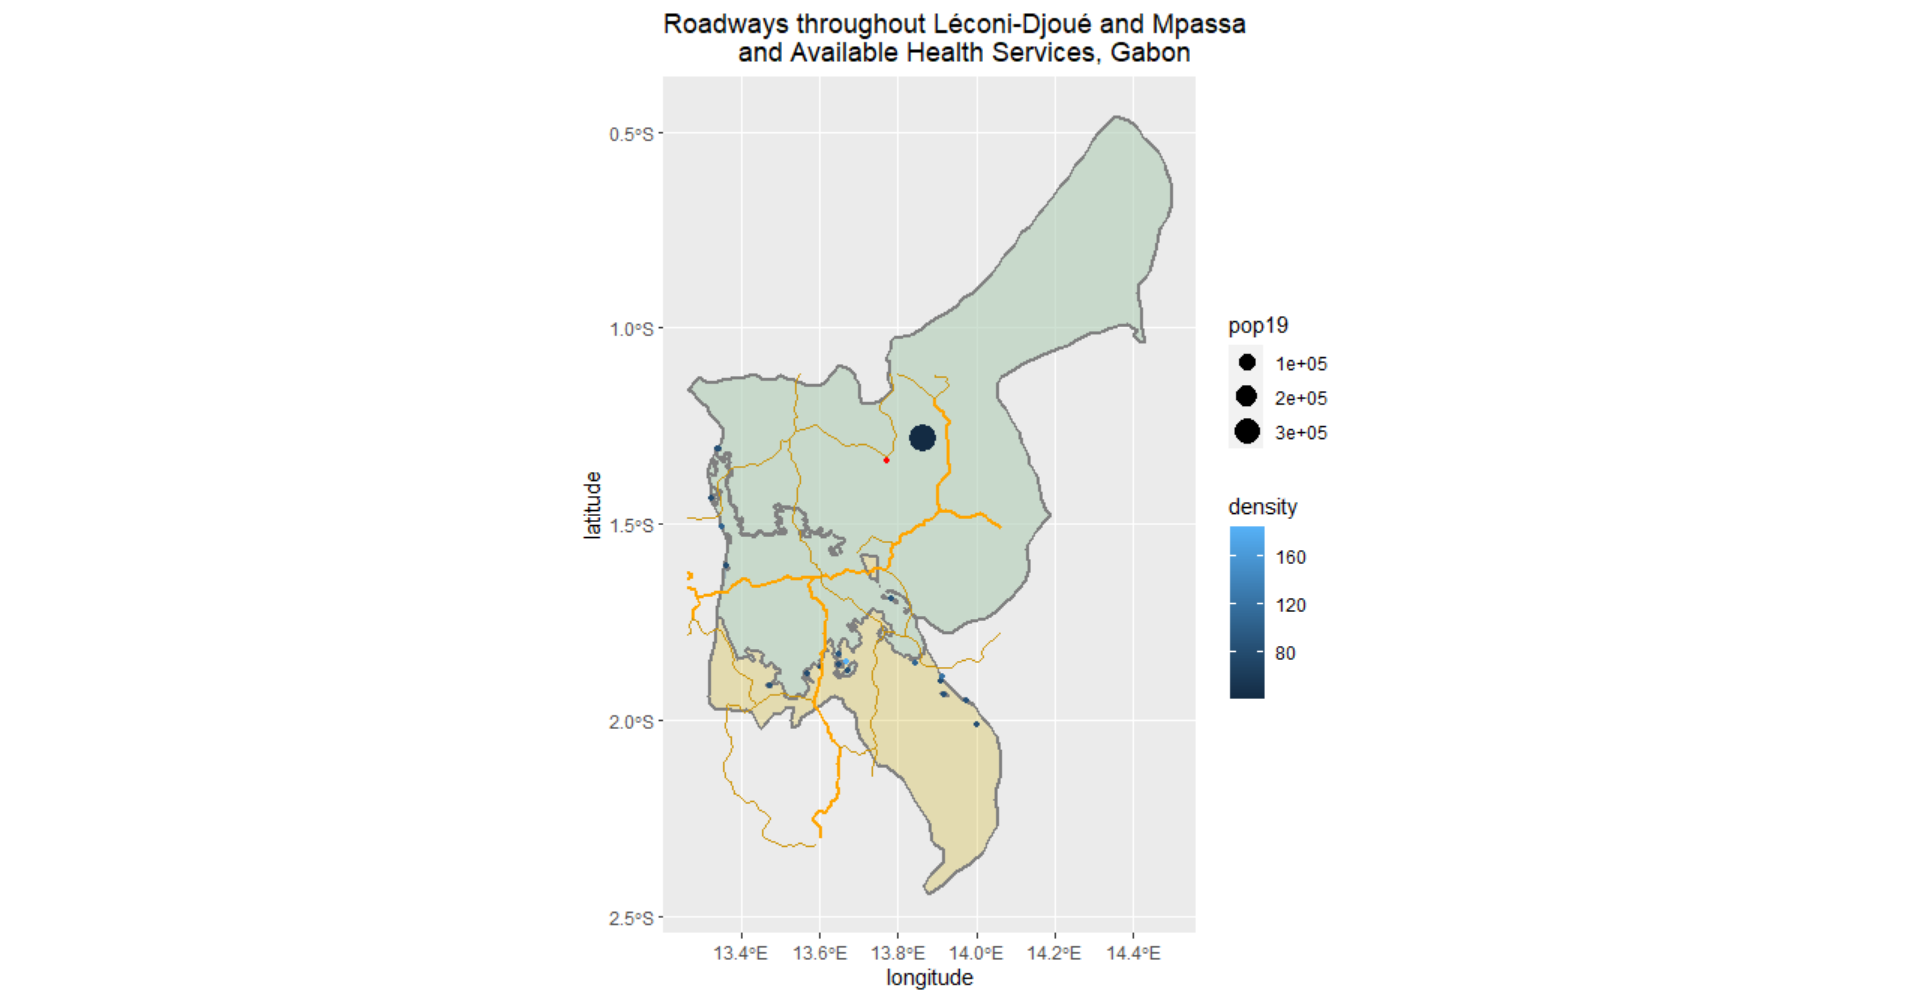 Roadways throughout Léconi-Djoué and Mpassa
and Available Health Services, Gabon
0.5°S
1.0°S
1.5°S
2.0°S
2.5°S
latitude
13.4°E 13.6°E 13.8°E 14.0°E 14.2°E 14.4°E
longitude
pop19
1e+05
2e+05
3e+05
density
160
120
80